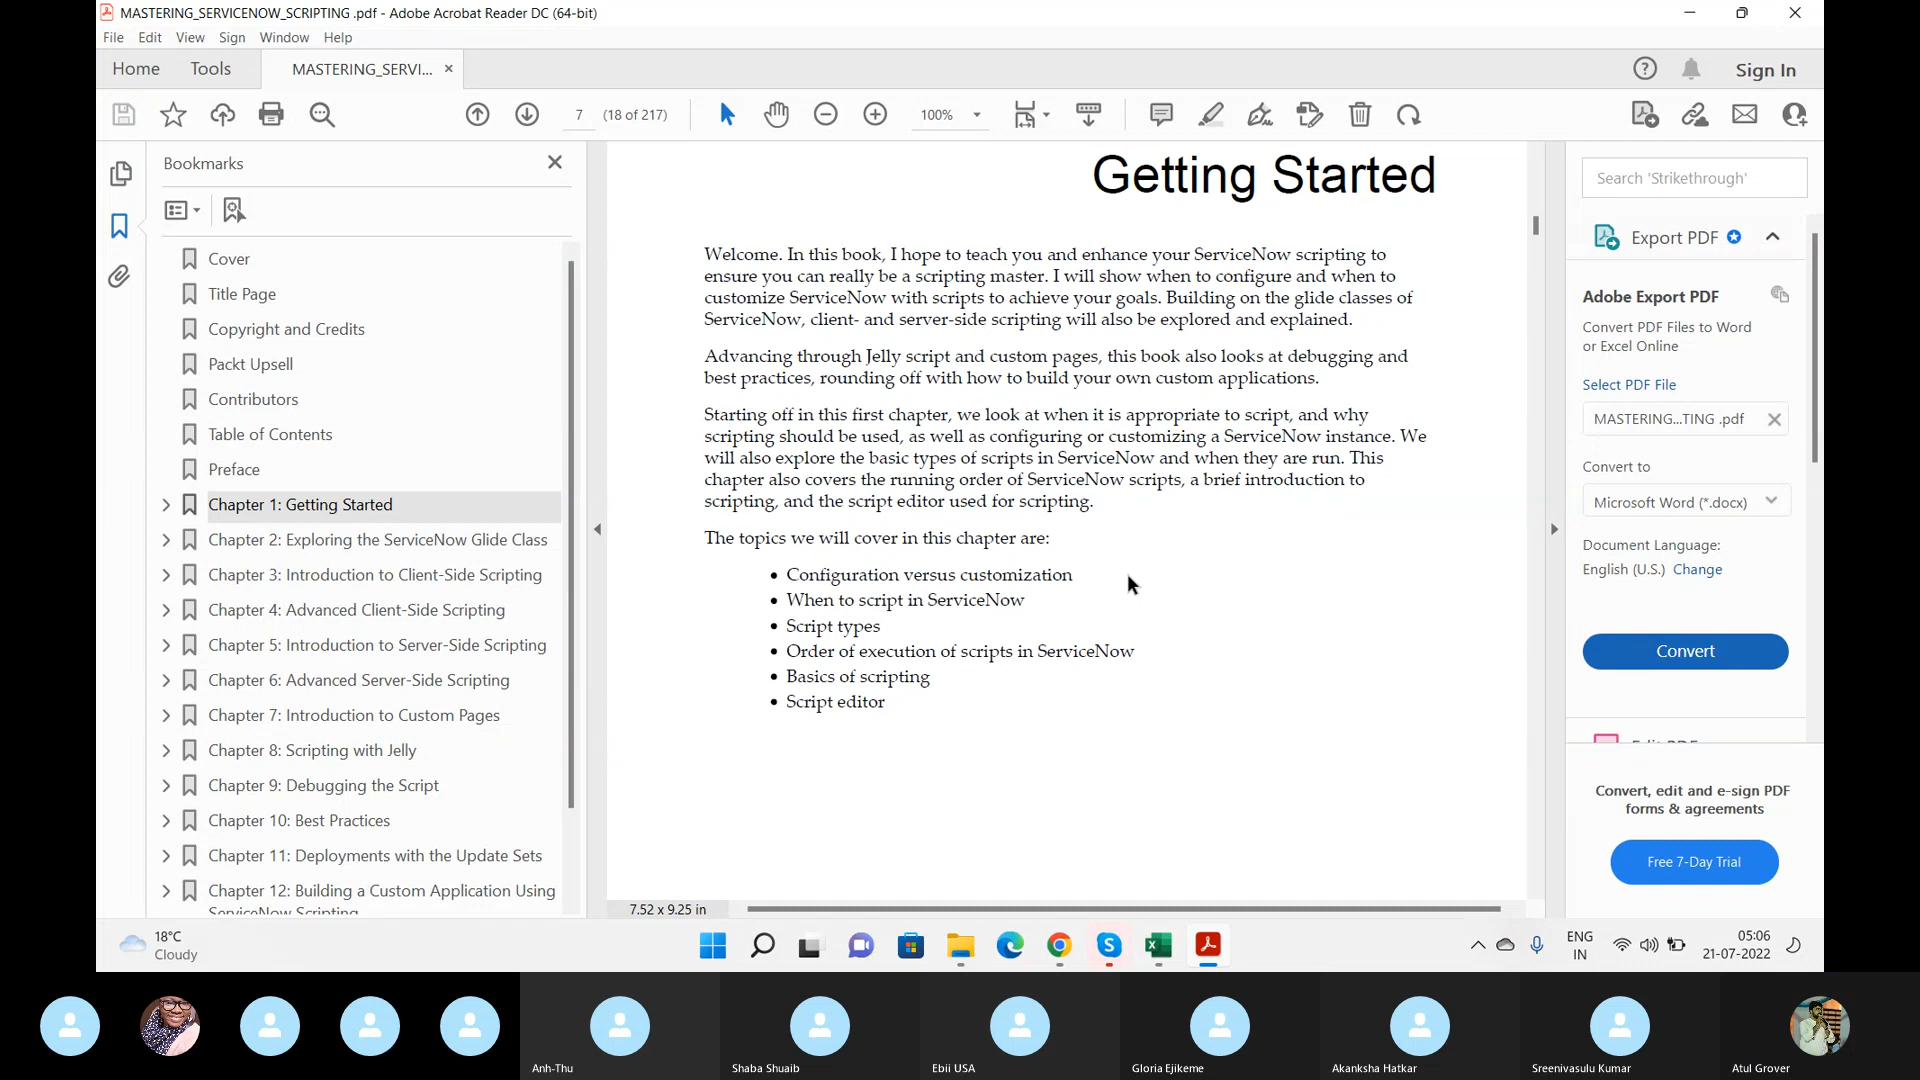 MASTERING_SERVICENOW_SCRIPTING .pdf - Adobe Acrobat Reader DC (64-bit)
File Edit View Sign Window Help
Home Tools MASTERING_SERVI... × Sign In
7 (18 of 217) 100%
Bookmarks
Cover
Title Page
Copyright and Credits
Packt Upsell
Contributors
Table of Contents
Preface
Chapter 1: Getting Started
Chapter 2: Exploring the ServiceNow Glide Class
Chapter 3: Introduction to Client-Side Scripting
Chapter 4: Advanced Client-Side Scripting
Chapter 5: Introduction to Server-Side Scripting
Chapter 6: Advanced Server-Side Scripting
Chapter 7: Introduction to Custom Pages
Chapter 8: Scripting with Jelly
Chapter 9: Debugging the Script
Chapter 10: Best Practices
Chapter 11: Deployments with the Update Sets
Chapter 12: Building a Custom Application Using
ServiceNow Scripting
Getting Started
Welcome. In this book, I hope to teach you and enhance your ServiceNow scripting to
ensure you can really be a scripting master. I will show when to configure and when to
customize ServiceNow with scripts to achieve your goals. Building on the glide classes of
ServiceNow, client- and server-side scripting will also be explored and explained.
Advancing through Jelly script and custom pages, this book also looks at debugging and
best practices, rounding off with how to build your own custom applications.
Starting off in this first chapter, we look at when it is appropriate to script, and why
scripting should be used, as well as configuring or customizing a ServiceNow instance. We
will also explore the basic types of scripts in ServiceNow and when they are run. This
chapter also covers the running order of ServiceNow scripts, a brief introduction to
scripting, and the script editor used for scripting.
The topics we will cover in this chapter are:
• Configuration versus customization
• When to script in ServiceNow
• Script types
• Order of execution of scripts in ServiceNow
• Basics of scripting
• Script editor
7.52 x 9.25 in
Search 'Strikethrough'
Export PDF
Adobe Export PDF
Convert PDF Files to Word
or Excel Online
Select PDF File
MASTERING...TING .pdf
Convert to
Microsoft Word (*.docx)
Document Language:
English (U.S.) Change
Convert
Edit PDF
Convert, edit and e-sign PDF
forms & agreements
Free 7-Day Trial
18°C
Cloudy
ENG
IN
05:06
21-07-2022
Anh-Thu
Shaba Shuaib
Ebii USA
Gloria Ejikeme
Akanksha Hatkar
Sreenivasulu Kumar
Atul Grover